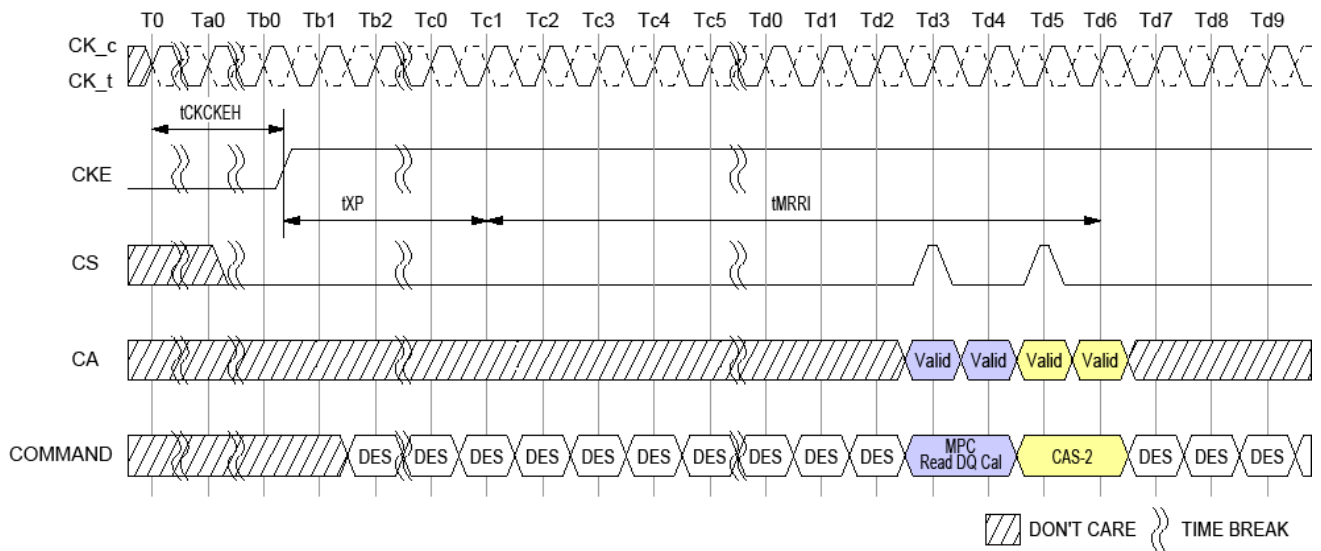 T0 Ta0 Tb0 Tb1 Tb2 Tc0 Tc1 Tc2 Tc3 Tc4 Tc5 Td0 Td1 Td2 Td3 Td4 Td5 Td6 Td7 Td8 Td9
CK_c
CK_t
tCKCKEH
CKE
tXP tMRRI
CS
CA Valid Valid Valid Valid
COMMAND DES DES DES DES DES DES DES DES DES DES MPC Read DQ Cal CAS-2 DES DES DES
DON'T CARE TIME BREAK